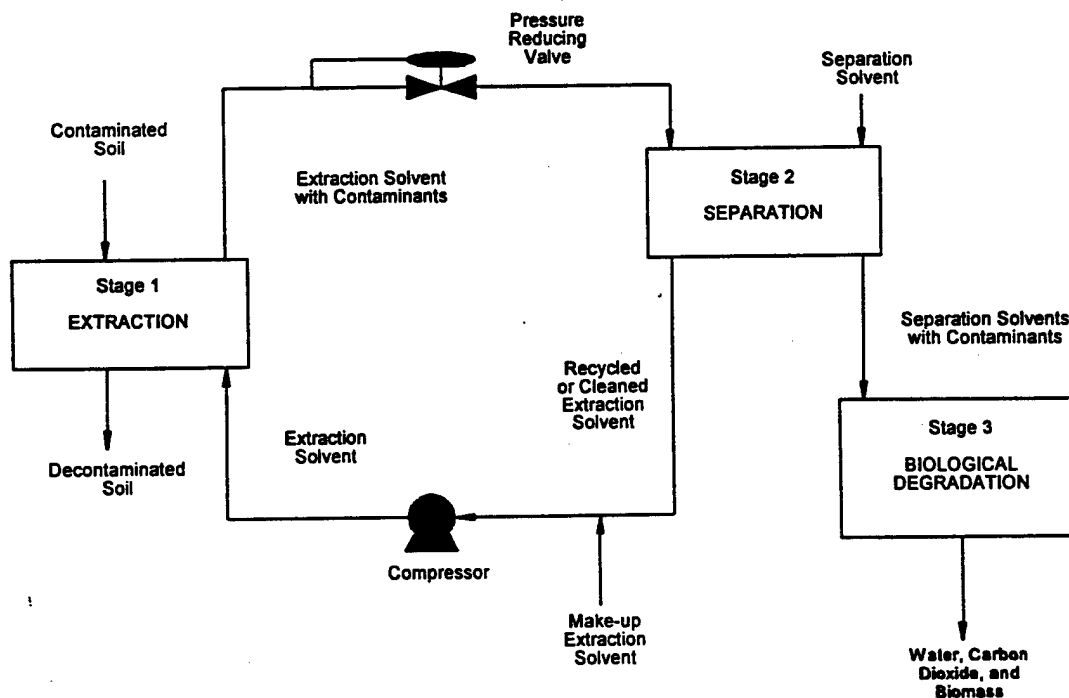 Pressure
Reducing
Valve
Separation
Solvent
Contaminated
Soil
Extraction Solvent
with Contaminants
Stage 2
SEPARATION
Stage 1
EXTRACTION
Separation Solvents
with Contaminants
Recycled
or Cleaned
Extraction
Solvent
Extraction
Solvent
Decontaminated
Soil
Stage 3
BIOLOGICAL
DEGRADATION
Compressor
Make-up
Extraction
Solvent
Water, Carbon
Dioxide, and
Biomass